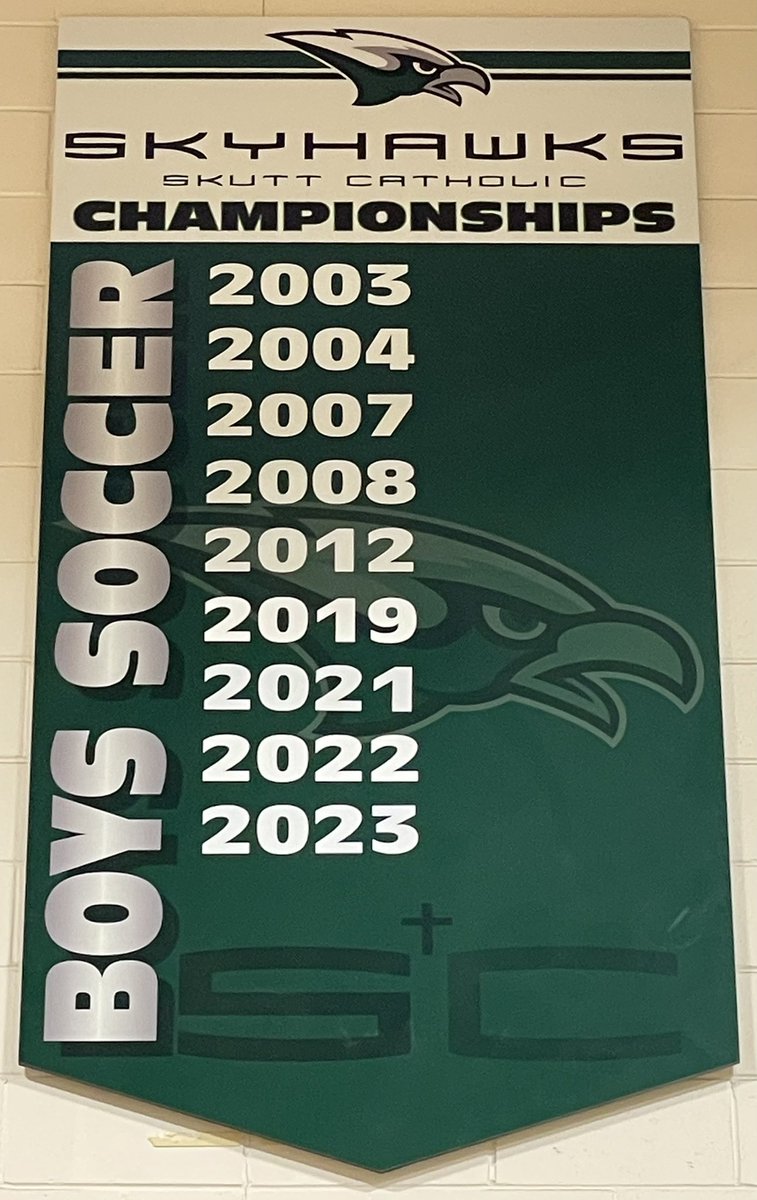 SKYHAWKS
SKUTT CATHOLIC
CHAMPIONSHIPS
BOYS SOCCER
2003
2004
2007
2008
2012
2019
2021
2022
2023
SC